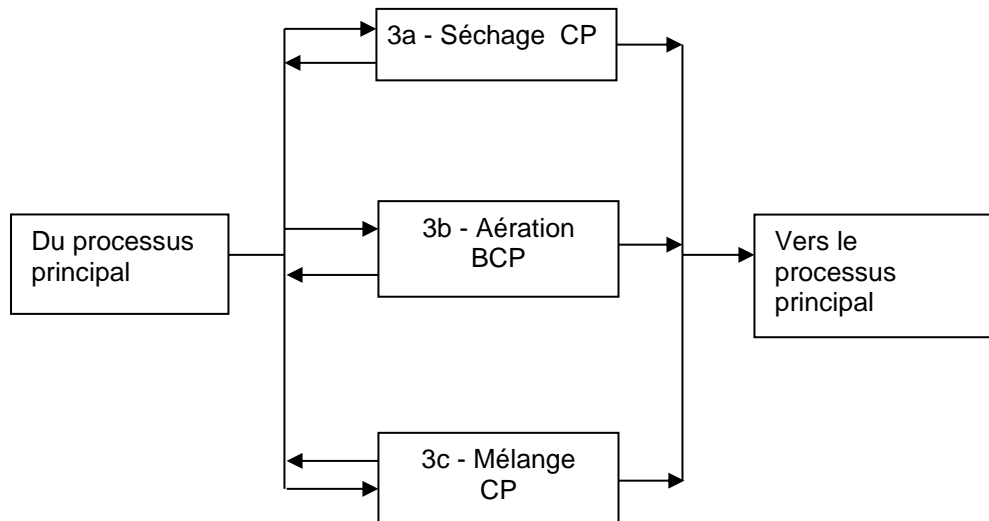 3a - Séchage CP
Du processus
principal
3b - Aération
BCP
Vers le
processus
principal
3c - Mélange
CP